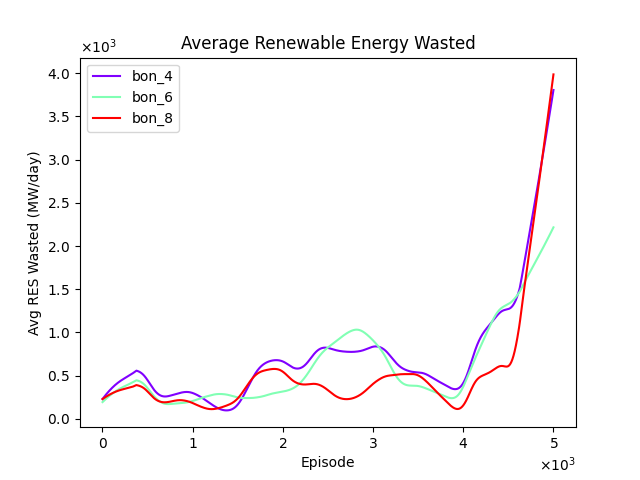 Average Renewable Energy Wasted
×10³
bon_4
bon_6
bon_8
Avg RES Wasted (MW/day)
4.0
3.5
3.0
2.5
2.0
1.5
1.0
0.5
0.0
0 1 2 3 4 5
Episode
×10³